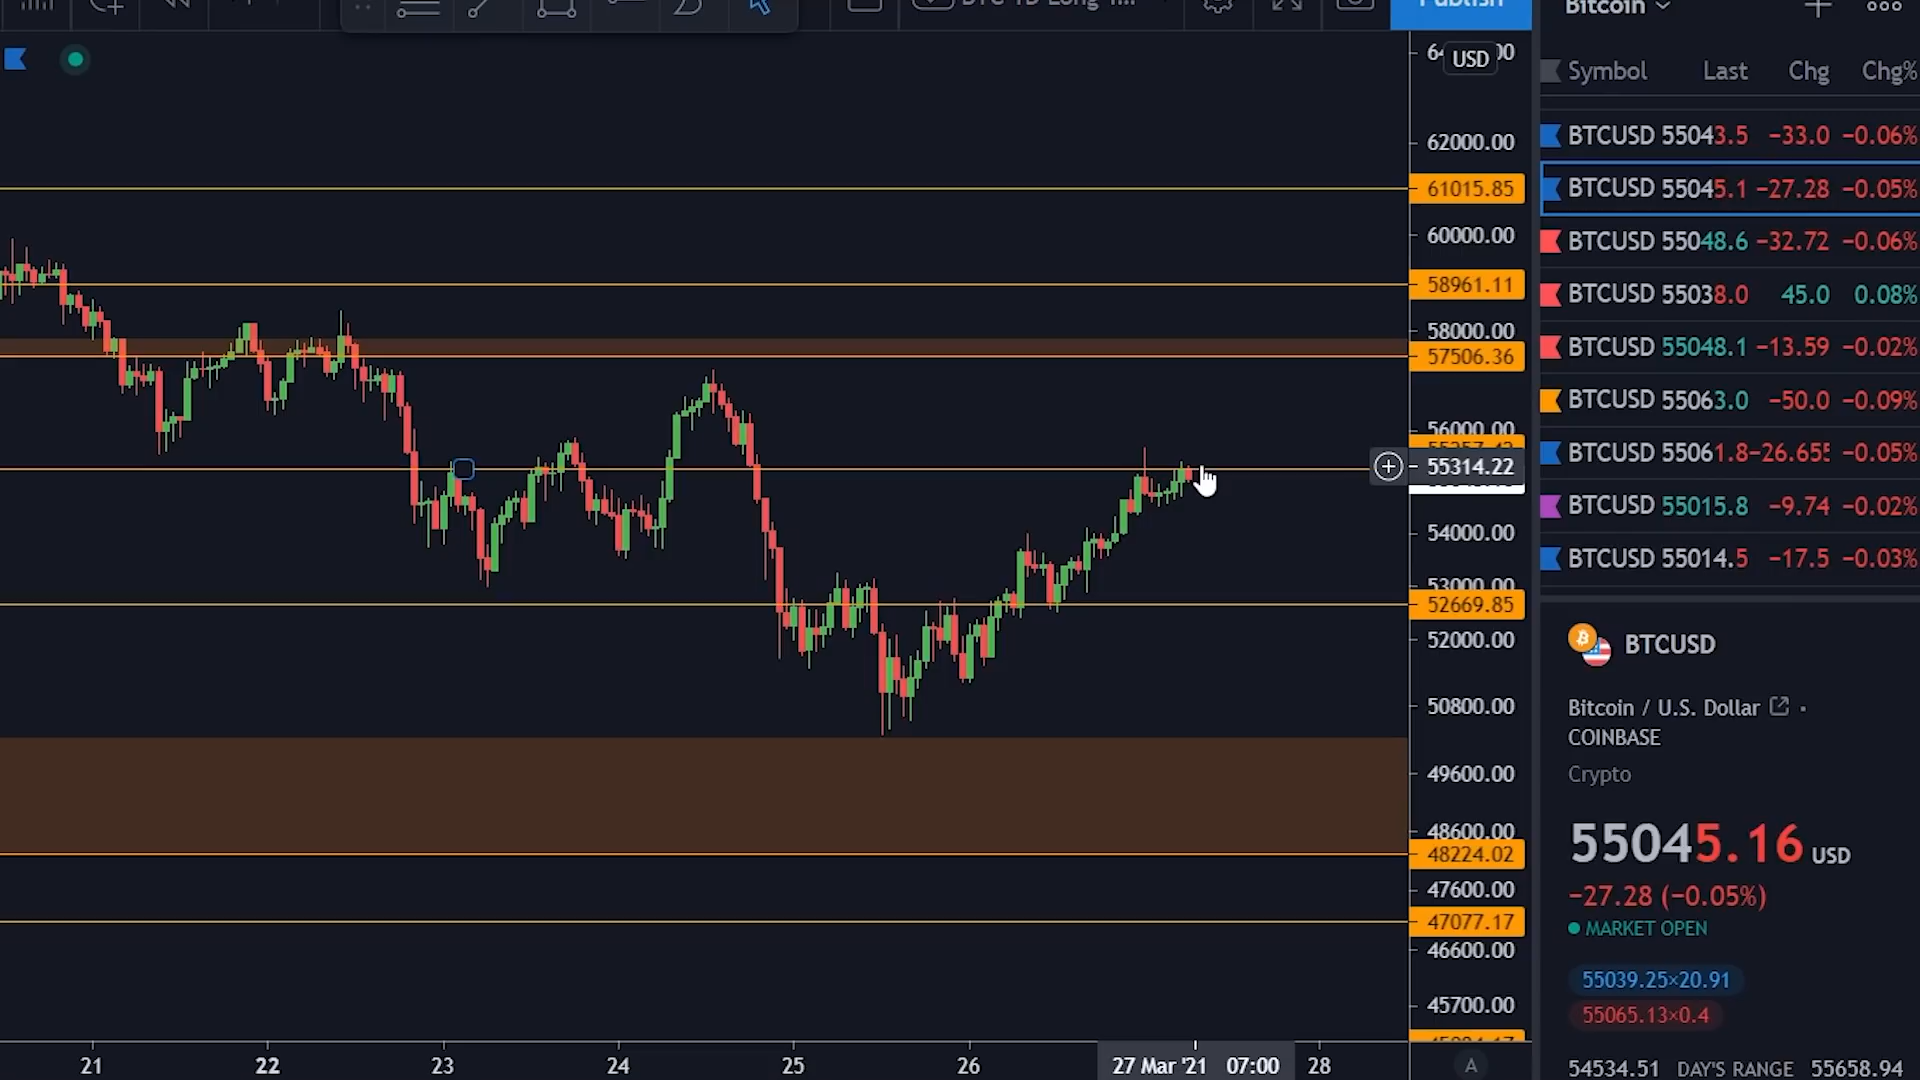 Bitcoin
USD
62000.00
61015.85
60000.00
58961.11
58000.00
57506.36
56000.00
55314.22
54000.00
53000.00
52669.85
52000.00
50800.00
49600.00
48600.00
48224.02
47600.00
47077.17
46600.00
45700.00
A
21 22 23 24 25 26 27 Mar '21 07:00 28
Symbol Last Chg Chg%
BTCUSD 55043.5 −33.0 −0.06%
BTCUSD 55045.1 −27.28 −0.05%
BTCUSD 55048.6 −32.72 −0.06%
BTCUSD 55038.0 45.0 0.08%
BTCUSD 55048.1 −13.59 −0.02%
BTCUSD 55063.0 −50.0 −0.09%
BTCUSD 55061.8 −26.655 −0.05%
BTCUSD 55015.8 −9.74 −0.02%
BTCUSD 55014.5 −17.5 −0.03%
BTCUSD
Bitcoin / U.S. Dollar
COINBASE
Crypto
55045.16 USD
−27.28 (−0.05%)
MARKET OPEN
55039.25×20.91
55065.13×0.4
54534.51 DAY'S RANGE 55658.94